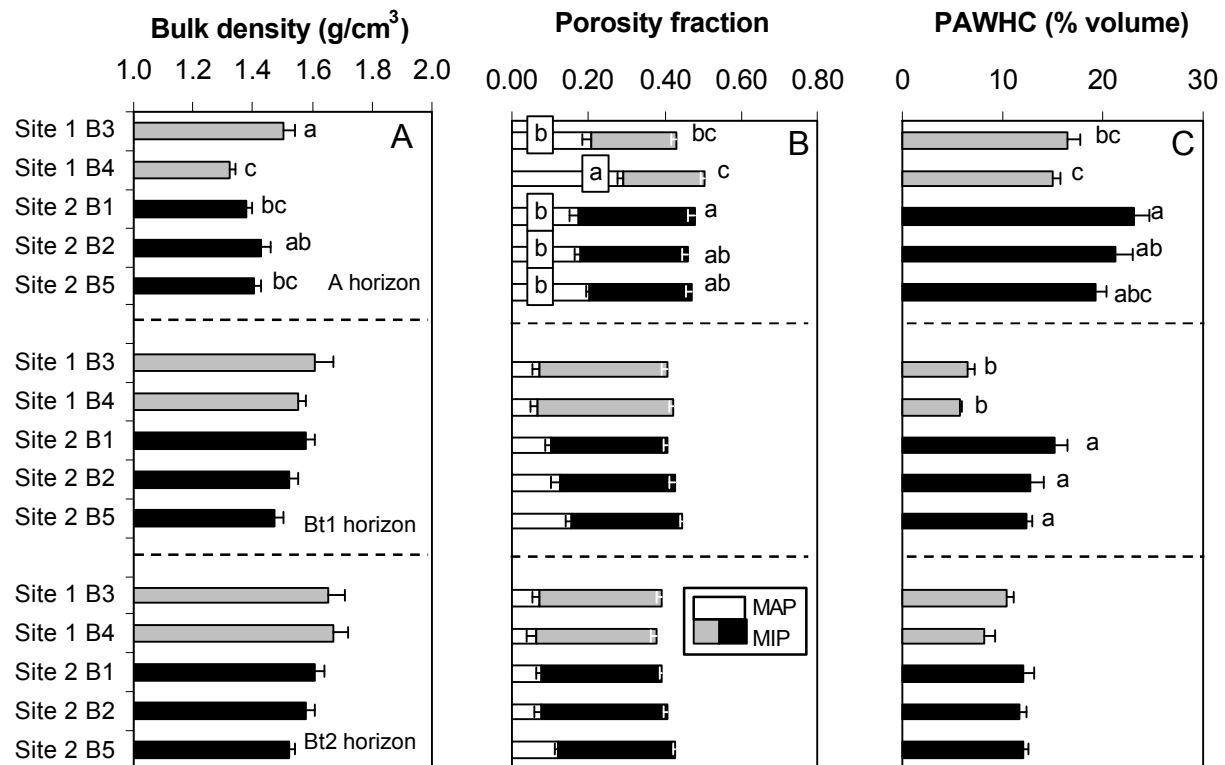 Bulk density (g/cm³) Porosity fraction PAWHC (% volume)
1.0 1.2 1.4 1.6 1.8 2.0 0.00 0.20 0.40 0.60 0.80 0 10 20 30
Site 1 B3 a A b bc B bc C
Site 1 B4 c a c c
Site 2 B1 bc b a a
Site 2 B2 ab b ab ab
Site 2 B5 bc A horizon b ab abc
Site 1 B3 b
Site 1 B4 b
Site 2 B1 a
Site 2 B2 a
Site 2 B5 Bt1 horizon a
Site 1 B3 MAP
Site 1 B4 MIP
Site 2 B1
Site 2 B2
Site 2 B5 Bt2 horizon